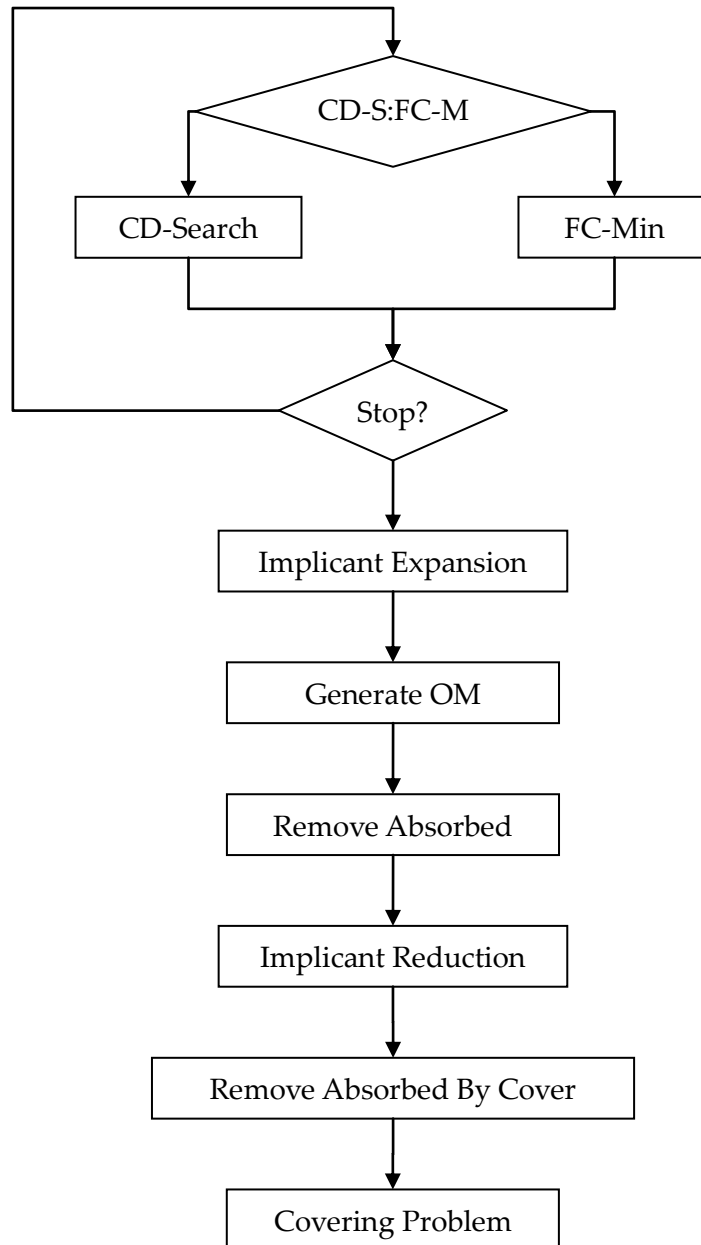 CD-S:FC-M
CD-Search
FC-Min
Stop?
Implicant Expansion
Generate OM
Remove Absorbed
Implicant Reduction
Remove Absorbed By Cover
Covering Problem